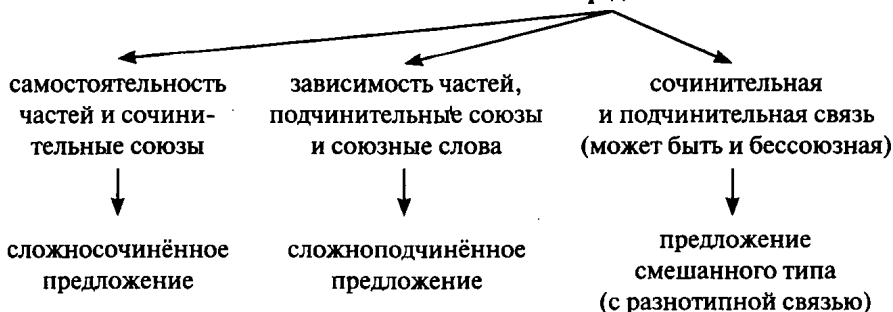 самостоятельность
частей и сочини-
тельные союзы
зависимость частей,
подчинительные союзы
и союзные слова
сочинительная
и подчинительная связь
(может быть и бессоюзная)
сложносочинённое
предложение
сложноподчинённое
предложение
предложение
смешанного типа
(с разнотипной связью)